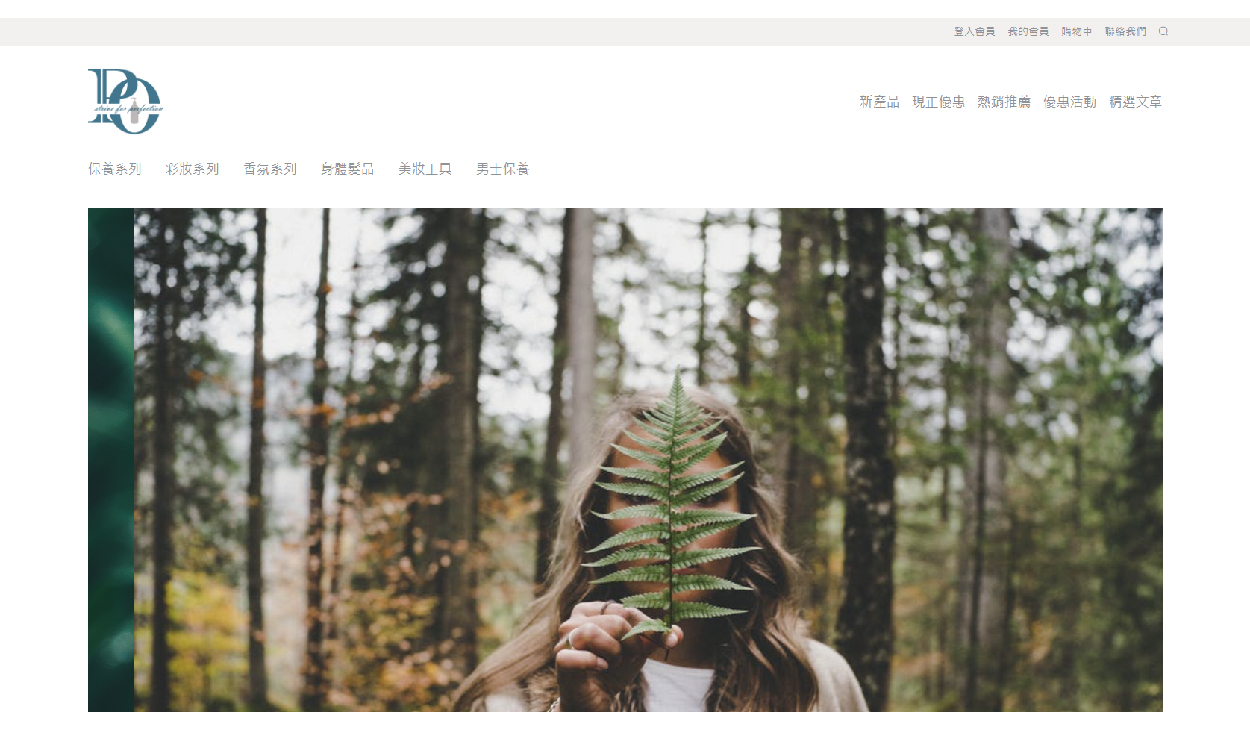 登入會員 我的會員 購物車 聯絡我們
PO
strive for perfection
新產品 現正優惠 熱銷推薦 優惠活動 精選文章
保養系列 彩妝系列 香氛系列 身體髮品 美妝工具 男士保養